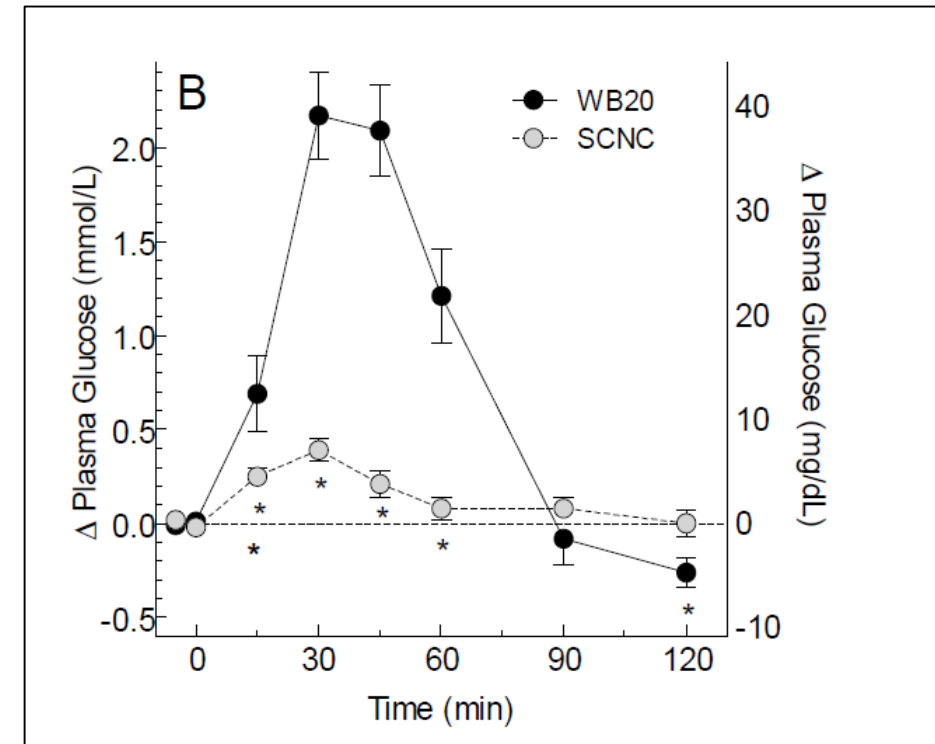 B
WB20
SCNC
Δ Plasma Glucose (mmol/L)
2.0
1.5
1.0
0.5
0.0
-0.5
Δ Plasma Glucose (mg/dL)
40
30
20
10
0
-10
*
*
*
*
*
*
*
0 30 60 90 120
Time (min)